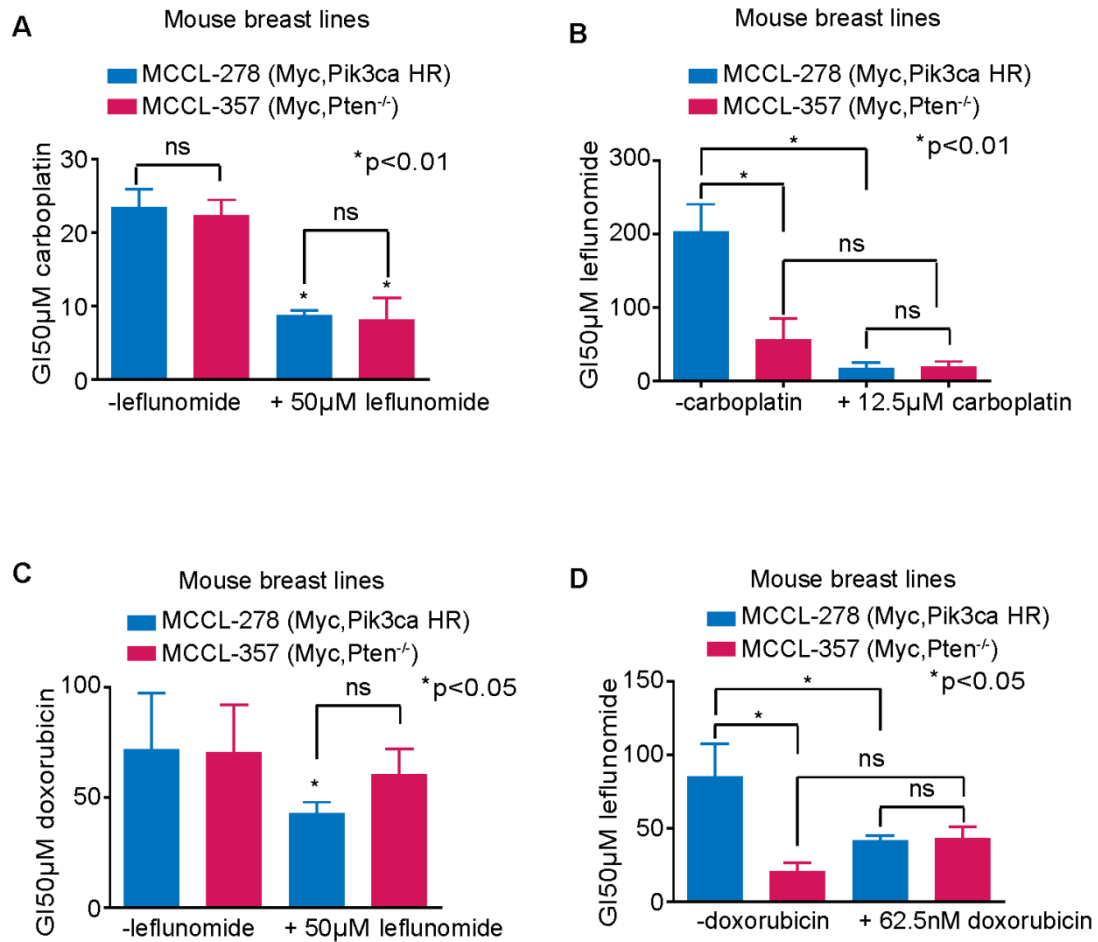 A
Mouse breast lines
MCCL-278 (Myc,Pik3ca HR)
MCCL-357 (Myc,Pten-/-)
*p<0.01
ns
ns
*
*
30
20
10
0
GI50µM carboplatin
-leflunomide
+ 50µM leflunomide
B
Mouse breast lines
MCCL-278 (Myc,Pik3ca HR)
MCCL-357 (Myc,Pten-/-)
*p<0.01
*
*
ns
ns
300
200
100
0
GI50µM leflunomide
-carboplatin
+ 12.5µM carboplatin
C
Mouse breast lines
MCCL-278 (Myc,Pik3ca HR)
MCCL-357 (Myc,Pten-/-)
*p<0.05
ns
*
100
50
0
GI50µM doxorubicin
-leflunomide
+ 50µM leflunomide
D
Mouse breast lines
MCCL-278 (Myc,Pik3ca HR)
MCCL-357 (Myc,Pten-/-)
*p<0.05
*
*
ns
ns
150
100
50
0
GI50µM leflunomide
-doxorubicin
+ 62.5nM doxorubicin